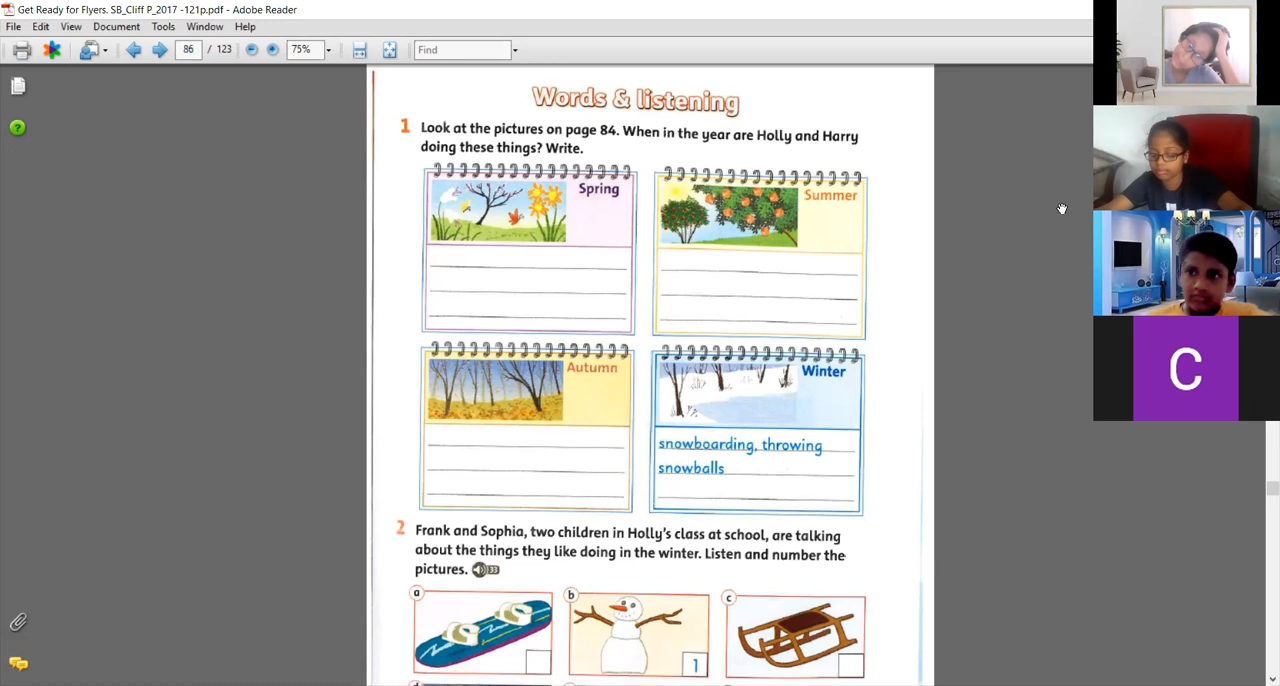 Get Ready for Flyers. SB_Cliff P_2017 -121p.pdf - Adobe Reader
File Edit View Document Tools Window Help
86 / 123 75% Find
Words & listening
1 Look at the pictures on page 84. When in the year are Holly and Harry
doing these things? Write.
Spring
Summer
Autumn
Winter
snowboarding, throwing
snowballs
2 Frank and Sophia, two children in Holly's class at school, are talking
about the things they like doing in the winter. Listen and number the
pictures. 33
a
b
c
1
C